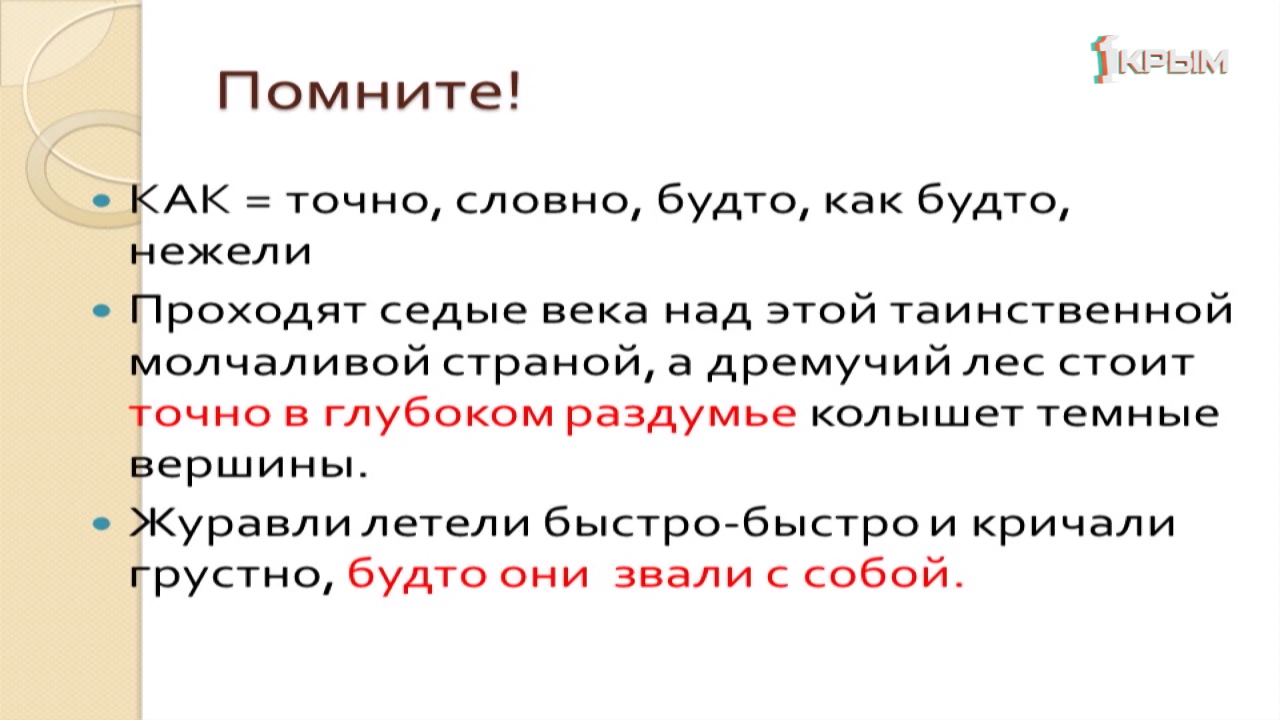 1КРЫМ
Помните!
КАК = точно, словно, будто, как будто,
нежели
Проходят седые века над этой таинственной
молчаливой страной, а дремучий лес стоит
точно в глубоком раздумье колышет темные
вершины.
Журавли летели быстро-быстро и кричали
грустно, будто они звали с собой.